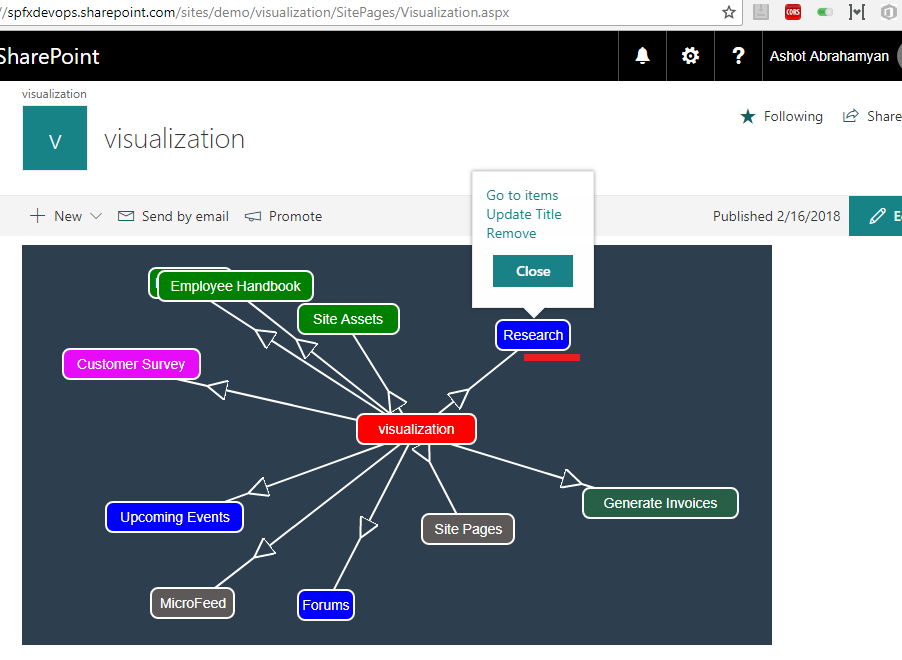 //spfxdevops.sharepoint.com/sites/demo/visualization/SitePages/Visualization.aspx
CORS
SharePoint
?
Ashot Abrahamyan
visualization
V
visualization
Following
Share
New
Send by email
Promote
Published 2/16/2018
Go to items
Update Title
Remove
Close
Employee Handbook
Site Assets
Research
Customer Survey
visualization
Generate Invoices
Upcoming Events
Site Pages
MicroFeed
Forums